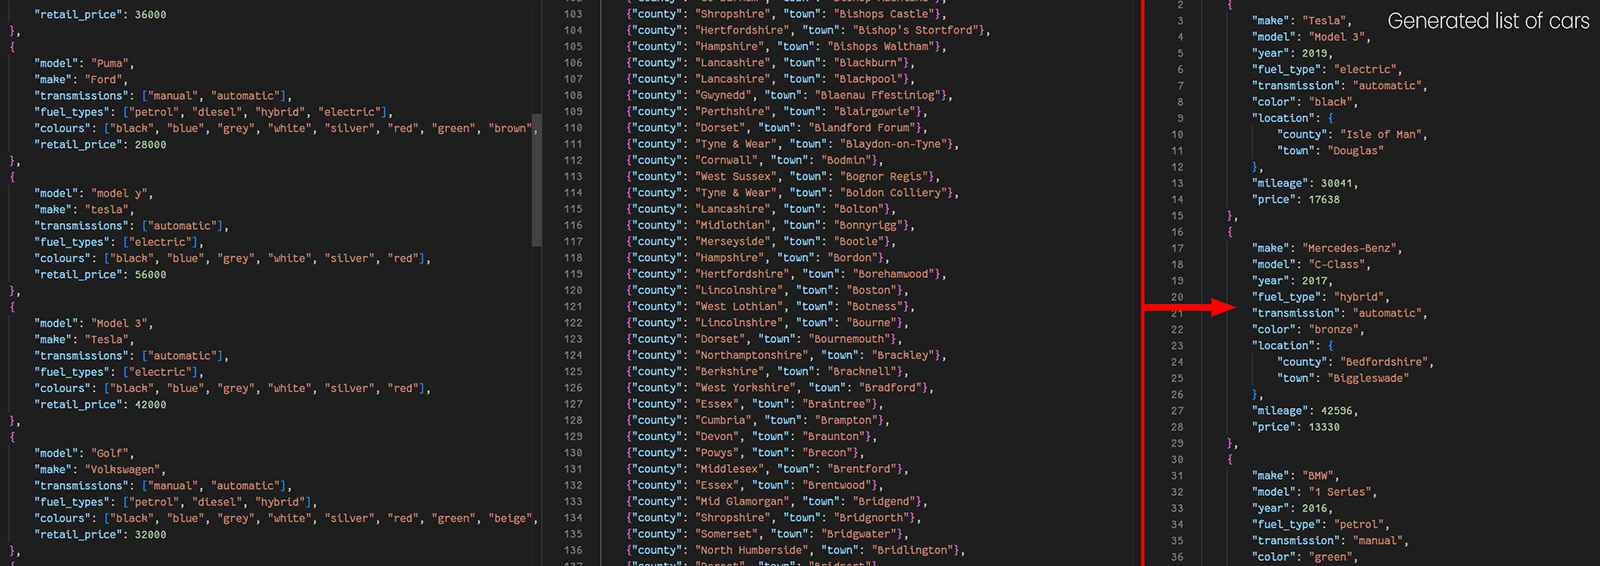 "retail_price": 36000
},
{
"model": "Puma",
"make": "Ford",
"transmissions": ["manual", "automatic"],
"fuel_types": ["petrol", "diesel", "hybrid", "electric"],
"colours": ["black", "blue", "grey", "white", "silver", "red", "green", "brown",
"retail_price": 28000
},
{
"model": "model y",
"make": "tesla",
"transmissions": ["automatic"],
"fuel_types": ["electric"],
"colours": ["black", "blue", "grey", "white", "silver", "red"],
"retail_price": 56000
},
{
"model": "Model 3",
"make": "Tesla",
"transmissions": ["automatic"],
"fuel_types": ["electric"],
"colours": ["black", "blue", "grey", "white", "silver", "red"],
"retail_price": 42000
},
{
"model": "Golf",
"make": "Volkswagen",
"transmissions": ["manual", "automatic"],
"fuel_types": ["petrol", "diesel", "hybrid"],
"colours": ["black", "blue", "grey", "white", "silver", "red", "green", "beige",
"retail_price": 32000
},
103 {"county": "Shropshire", "town": "Bishops Castle"},
104 {"county": "Hertfordshire", "town": "Bishop's Stortford"},
105 {"county": "Hampshire", "town": "Bishops Waltham"},
106 {"county": "Lancashire", "town": "Blackburn"},
107 {"county": "Lancashire", "town": "Blackpool"},
108 {"county": "Gwynedd", "town": "Blaenau Ffestiniog"},
109 {"county": "Perthshire", "town": "Blairgowrie"},
110 {"county": "Dorset", "town": "Blandford Forum"},
111 {"county": "Tyne & Wear", "town": "Blaydon-on-Tyne"},
112 {"county": "Cornwall", "town": "Bodmin"},
113 {"county": "West Sussex", "town": "Bognor Regis"},
114 {"county": "Tyne & Wear", "town": "Boldon Colliery"},
115 {"county": "Lancashire", "town": "Bolton"},
116 {"county": "Midlothian", "town": "Bonnyrigg"},
117 {"county": "Merseyside", "town": "Bootle"},
118 {"county": "Hampshire", "town": "Bordon"},
119 {"county": "Hertfordshire", "town": "Borehamwood"},
120 {"county": "Lincolnshire", "town": "Boston"},
121 {"county": "West Lothian", "town": "Botness"},
122 {"county": "Lincolnshire", "town": "Bourne"},
123 {"county": "Dorset", "town": "Bournemouth"},
124 {"county": "Northamptonshire", "town": "Brackley"},
125 {"county": "Berkshire", "town": "Bracknell"},
126 {"county": "West Yorkshire", "town": "Bradford"},
127 {"county": "Essex", "town": "Braintree"},
128 {"county": "Cumbria", "town": "Brampton"},
129 {"county": "Devon", "town": "Braunton"},
130 {"county": "Powys", "town": "Brecon"},
131 {"county": "Middlesex", "town": "Brentford"},
132 {"county": "Essex", "town": "Brentwood"},
133 {"county": "Mid Glamorgan", "town": "Bridgend"},
134 {"county": "Shropshire", "town": "Bridgnorth"},
135 {"county": "Somerset", "town": "Bridgwater"},
136 {"county": "North Humberside", "town": "Bridlington"},
Generated list of cars
2 {
3 "make": "Tesla",
4 "model": "Model 3",
5 "year": 2019,
6 "fuel_type": "electric",
7 "transmission": "automatic",
8 "color": "black",
9 "location": {
10 "county": "Isle of Man",
11 "town": "Douglas"
12 },
13 "mileage": 30041,
14 "price": 17638
15 },
16 {
17 "make": "Mercedes-Benz",
18 "model": "C-Class",
19 "year": 2017,
20 "fuel_type": "hybrid",
21 "transmission": "automatic",
22 "color": "bronze",
23 "location": {
24 "county": "Bedfordshire",
25 "town": "Biggleswade"
26 },
27 "mileage": 42596,
28 "price": 13330
29 },
30 {
31 "make": "BMW",
32 "model": "1 Series",
33 "year": 2016,
34 "fuel_type": "petrol",
35 "transmission": "manual",
36 "color": "green",